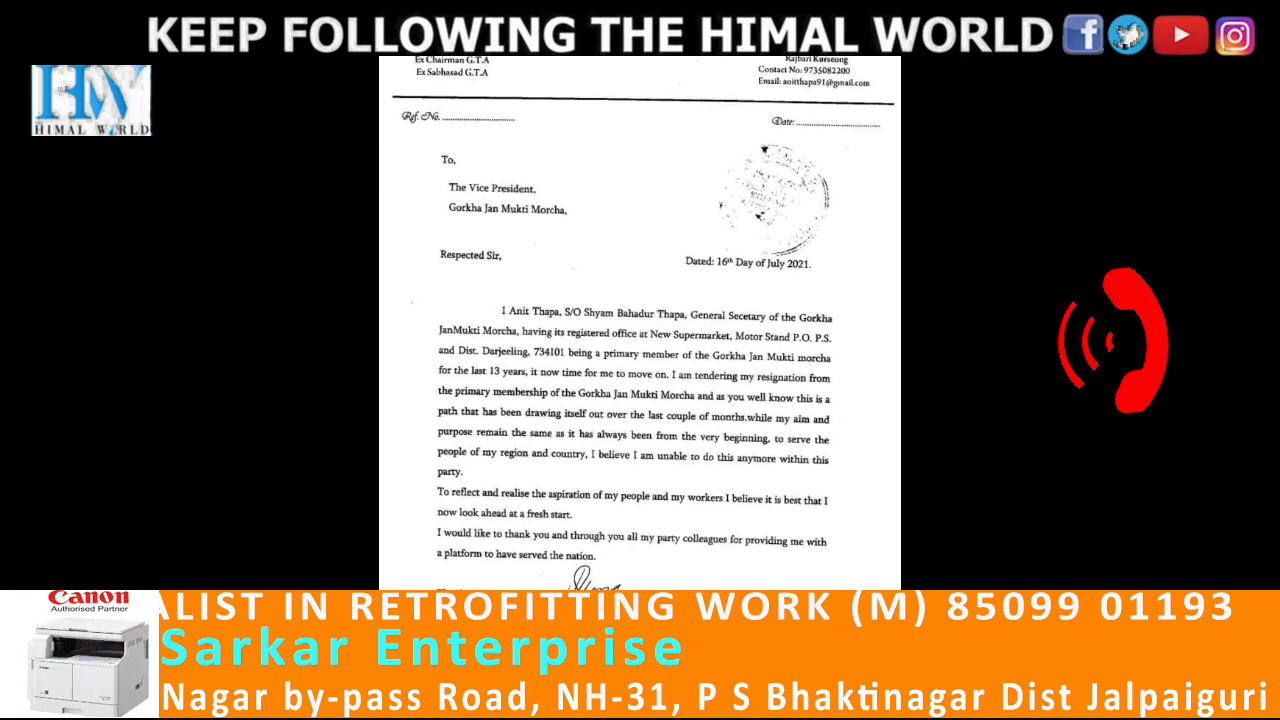 KEEP FOLLOWING THE HIMAL WORLD
HM
HIMAL WORLD
Ex Chairman G.T.A
Ex Sabhasad G.T.A
Rajbari Kurseong
Contact No: 9735082200
Email: anitthapa91@gmail.com
Ref. No. ................................
Date: ................................
To,
The Vice President,
Gorkha Jan Mukti Morcha,
Respected Sir,
Dated: 16th Day of July 2021.
I Anit Thapa, S/O Shyam Bahadur Thapa, General Secetary of the Gorkha
JanMukti Morcha, having its registered office at New Supermarket, Motor Stand P.O. P.S.
and Dist. Darjeeling, 734101 being a primary member of the Gorkha Jan Mukti morcha
for the last 13 years, it now time for me to move on. I am tendering my resignation from
the primary membership of the Gorkha Jan Mukti Morcha and as you well know this is a
path that has been drawing itself out over the last couple of months.while my aim and
purpose remain the same as it has always been from the very beginning, to serve the
people of my region and country, I believe I am unable to do this anymore within this
party.
To reflect and realise the aspiration of my people and my workers I believe it is best that I
now look ahead at a fresh start.
I would like to thank you and through you all my party colleagues for providing me with
a platform to have served the nation.
Canon
Authorised Partner
ALIST IN RETROFITTING WORK (M) 85099 01193
Sarkar Enterprise
Nagar by-pass Road, NH-31, P S Bhaktinagar Dist Jalpaiguri